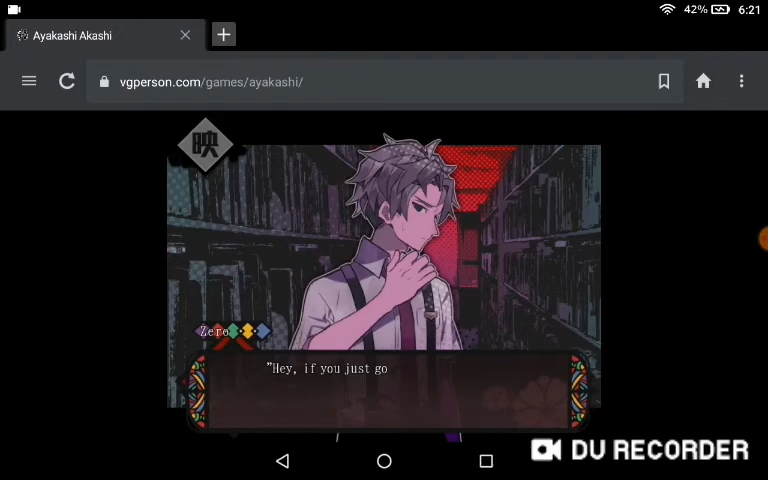 42% 6:21
Ayakashi Akashi
vgperson.com/games/ayakashi/
映
Zero
"Hey, if you just go
DU RECORDER